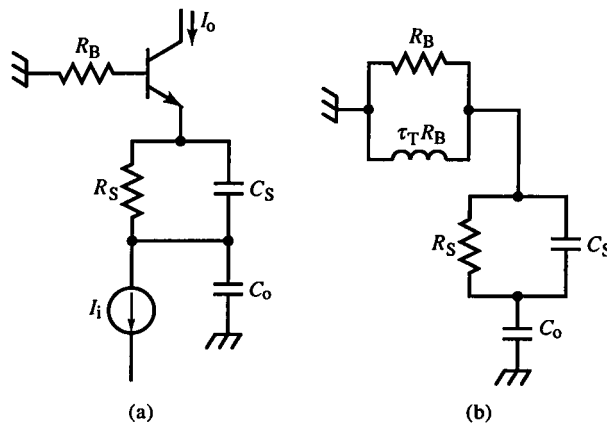 I_o
R_B
R_S
C_S
C_o
I_i
(a)
R_B
τ_T R_B
R_S
C_S
C_o
(b)